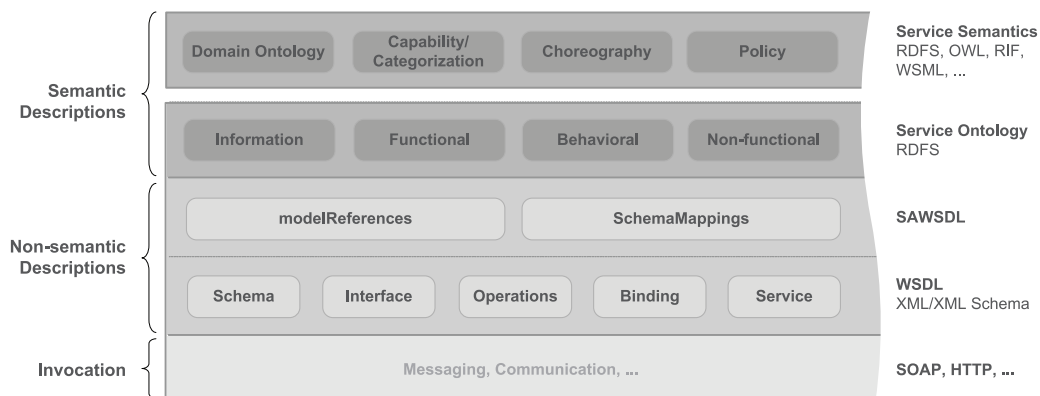 Semantic
Descriptions
Domain Ontology
Capability/
Categorization
Choreography
Policy
Service Semantics
RDFS, OWL, RIF,
WSML, ...
Information
Functional
Behavioral
Non-functional
Service Ontology
RDFS
Non-semantic
Descriptions
modelReferences
SchemaMappings
SAWSDL
Schema
Interface
Operations
Binding
Service
WSDL
XML/XML Schema
Invocation
Messaging, Communication, ...
SOAP, HTTP, ...